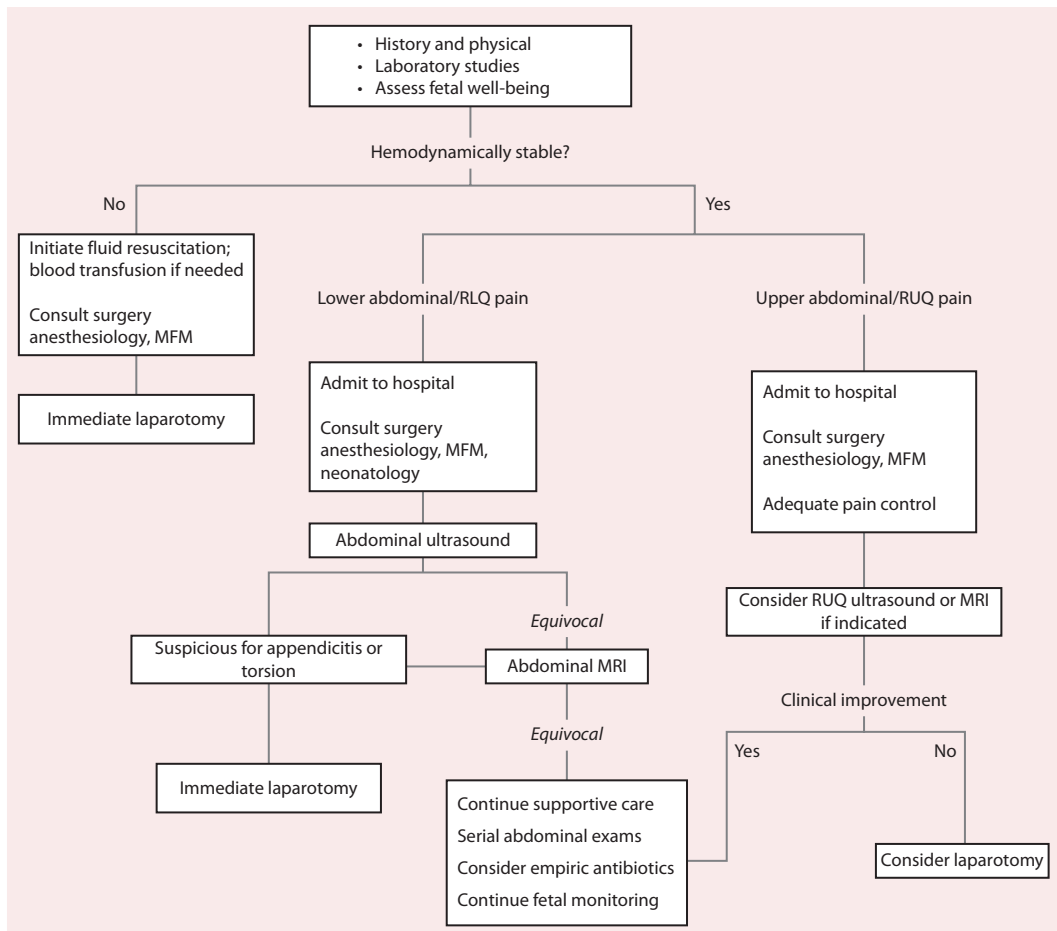 • History and physical
• Laboratory studies
• Assess fetal well-being
Hemodynamically stable?
No
Yes
Initiate fluid resuscitation;
blood transfusion if needed
Consult surgery
anesthesiology, MFM
Immediate laparotomy
Lower abdominal/RLQ pain
Admit to hospital
Consult surgery
anesthesiology, MFM,
neonatology
Abdominal ultrasound
Suspicious for appendicitis or
torsion
Immediate laparotomy
Equivocal
Abdominal MRI
Equivocal
Continue supportive care
Serial abdominal exams
Consider empiric antibiotics
Continue fetal monitoring
Upper abdominal/RUQ pain
Admit to hospital
Consult surgery
anesthesiology, MFM
Adequate pain control
Consider RUQ ultrasound or MRI
if indicated
Clinical improvement
Yes
No
Consider laparotomy